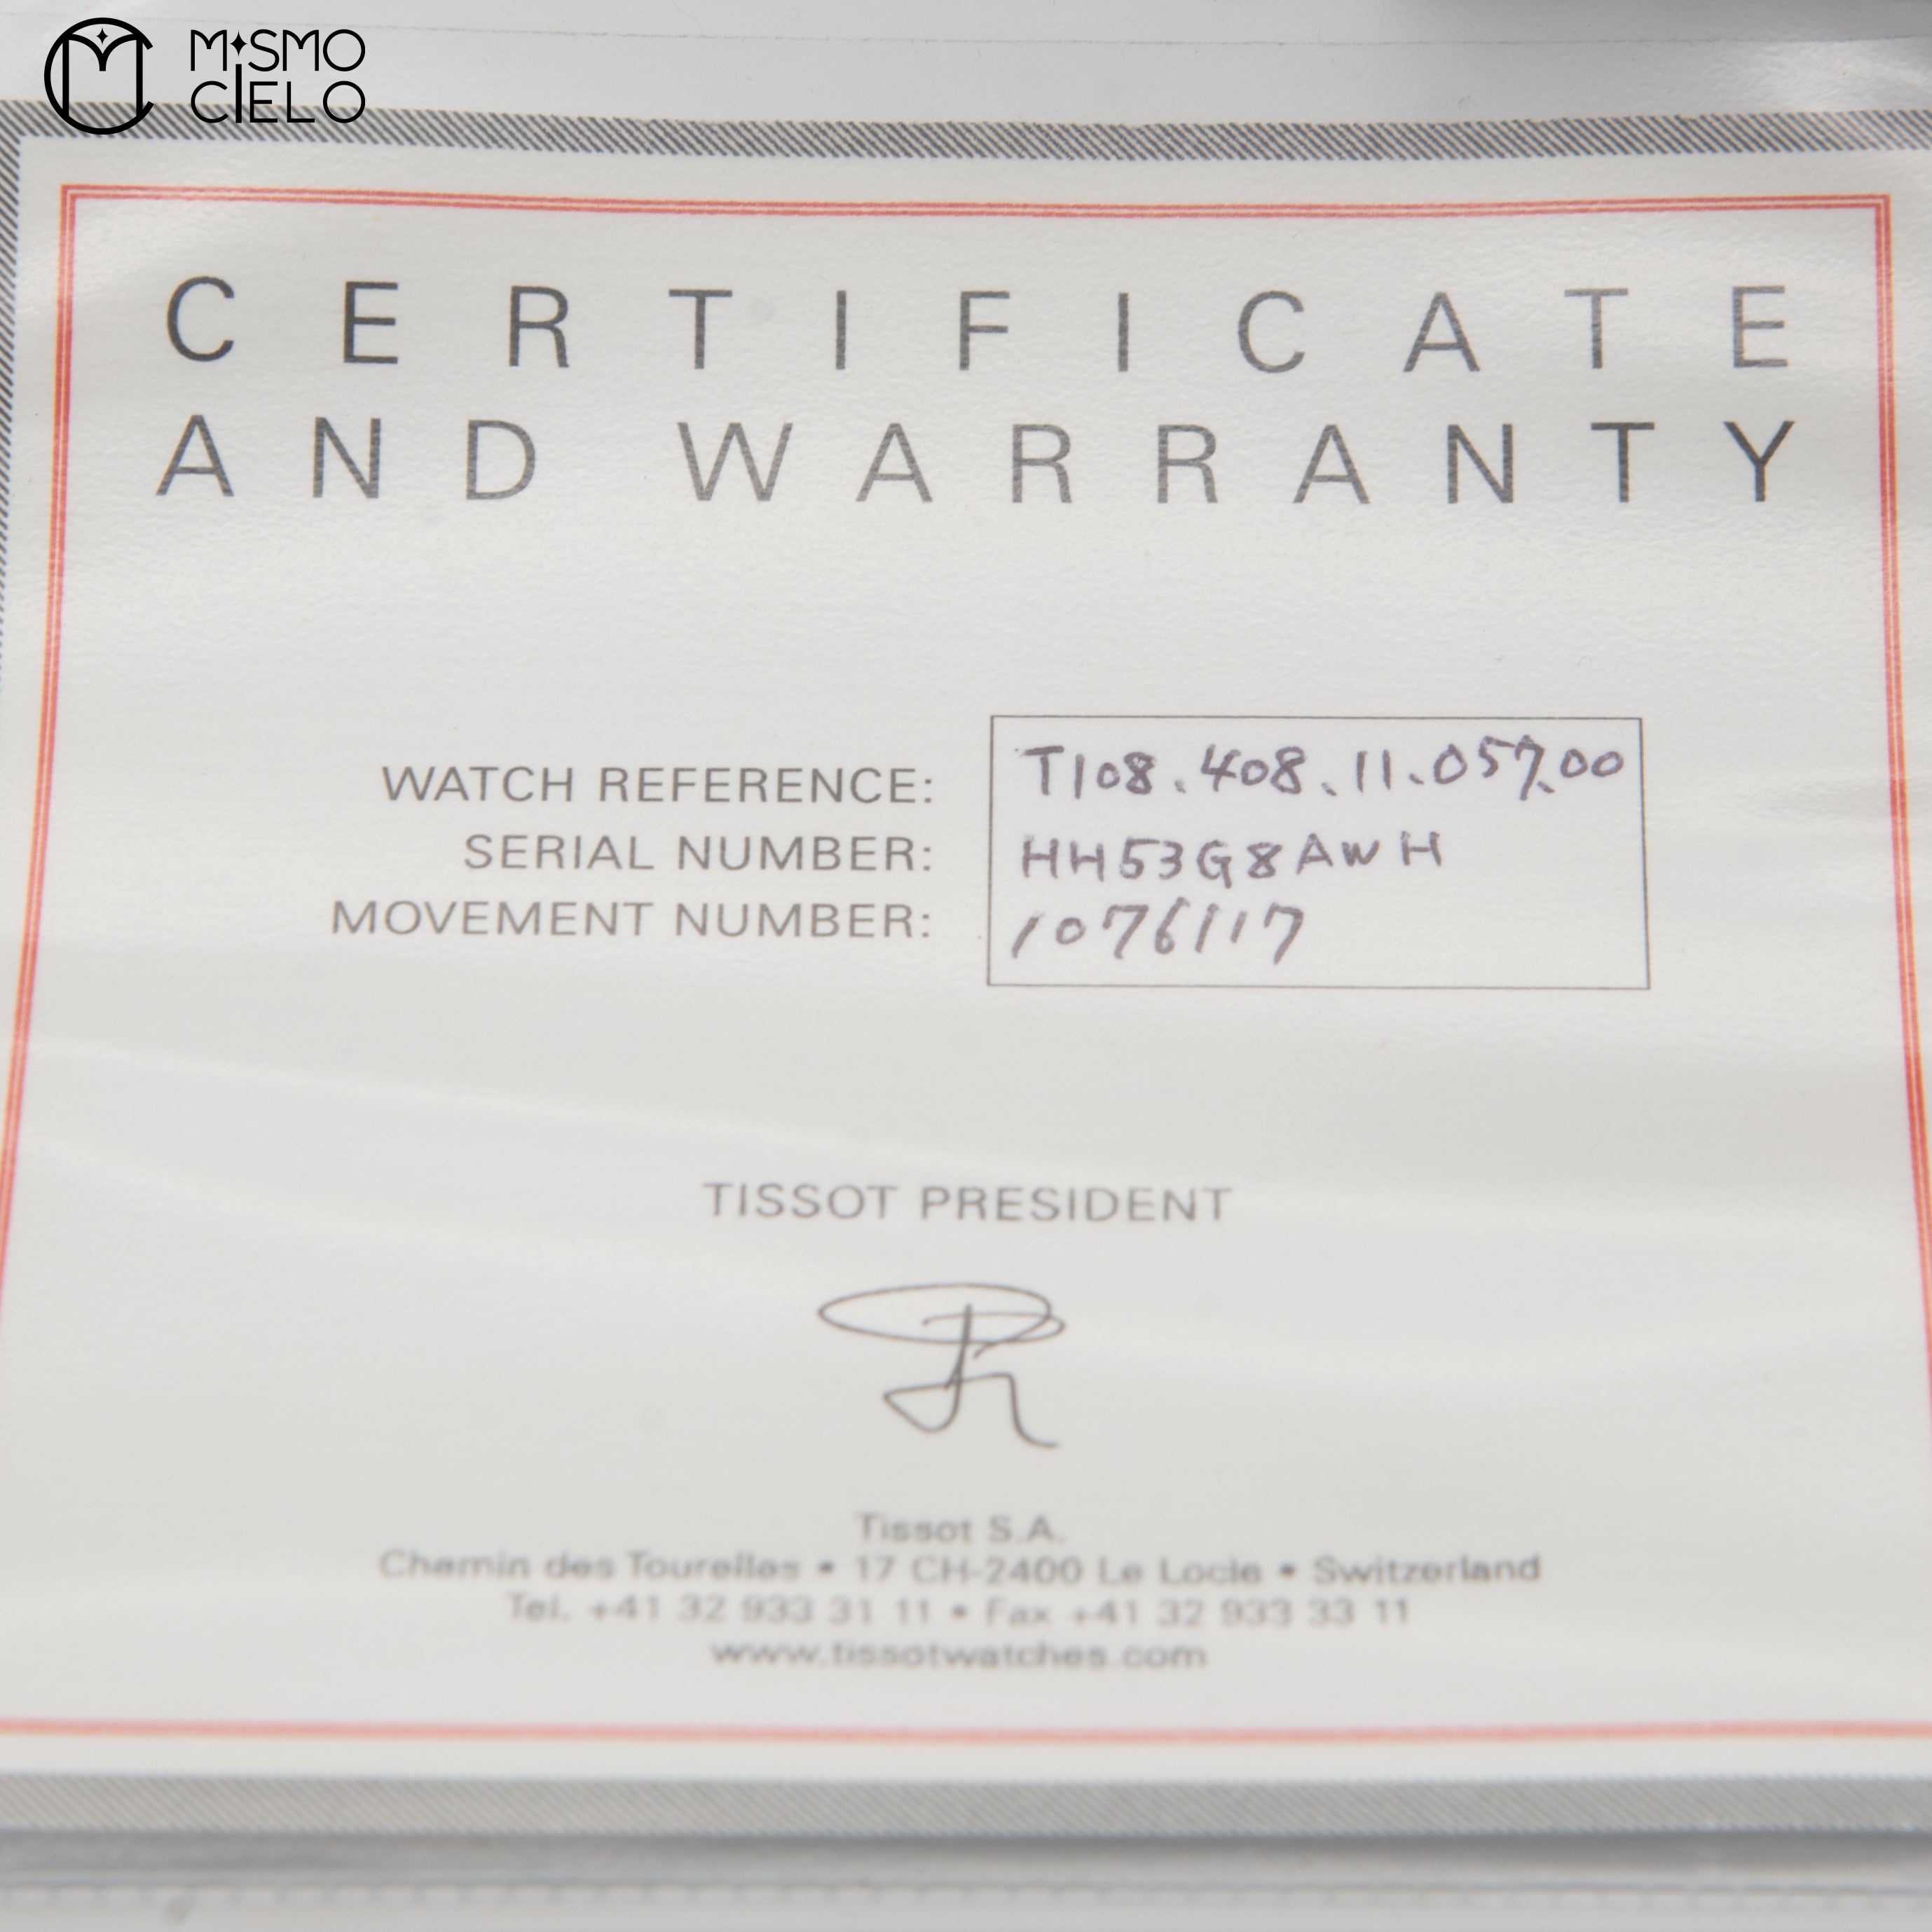 MISMO
CIELO
CERTIFICATE
AND WARRANTY
WATCH REFERENCE: T108.408.11.057.00
SERIAL NUMBER: HH53G8AWH
MOVEMENT NUMBER: 1076117
TISSOT PRESIDENT
Tissot S.A.
Chemin des Tourelles • 17 CH-2400 Le Locle • Switzerland
Tel. +41 32 933 31 11 • Fax +41 32 933 33 11
www.tissotwatches.com